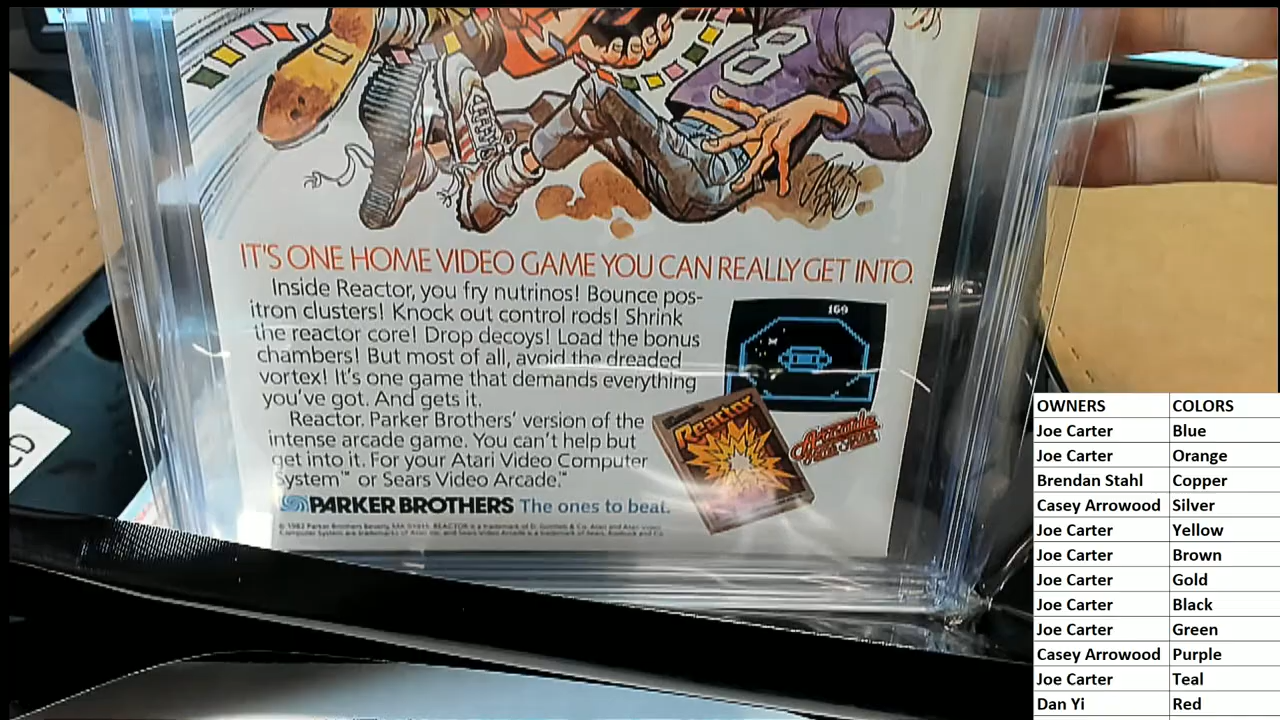 8
IT'S ONE HOME VIDEO GAME YOU CAN REALLY GET INTO.
Inside Reactor, you fry nutrinos! Bounce pos-
itron clusters! Knock out control rods! Shrink
the reactor core! Drop decoys! Load the bonus
chambers! But most of all, avoid the dreaded
vortex! It's one game that demands everything
you've got. And gets it.
Reactor. Parker Brothers' version of the
intense arcade game. You can't help but
get into it. For your Atari Video Computer
System™ or Sears Video Arcade.™
PARKER BROTHERS The ones to beat.
169
Reactor
OWNERS COLORS
Joe Carter Blue
Joe Carter Orange
Brendan Stahl Copper
Casey Arrowood Silver
Joe Carter Yellow
Joe Carter Brown
Joe Carter Gold
Joe Carter Black
Joe Carter Green
Casey Arrowood Purple
Joe Carter Teal
Dan Yi Red